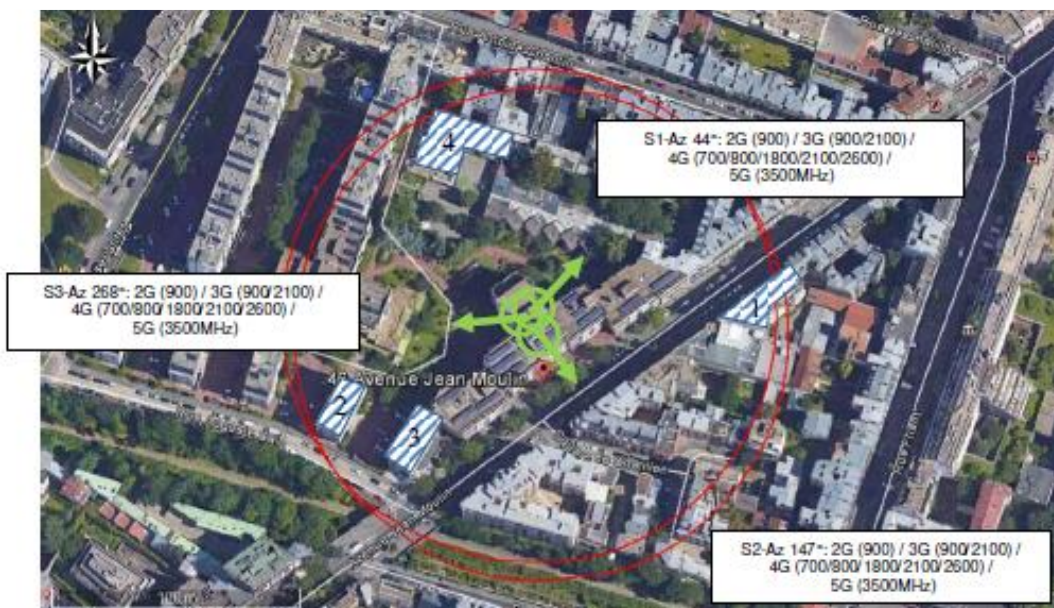 S1-Az 44°: 2G (900) / 3G (900/2100) /
4G (700/800/1800/2100/2600) /
5G (3500MHz)
4
1
S3-Az 268°: 2G (900) / 3G (900/2100) /
4G (700/800/1800/2100/2600) /
5G (3500MHz)
Avenue Jean Moulin
2
3
S2-Az 147°: 2G (900) / 3G (900/2100) /
4G (700/800/1800/2100/2600) /
5G (3500MHz)
100 m